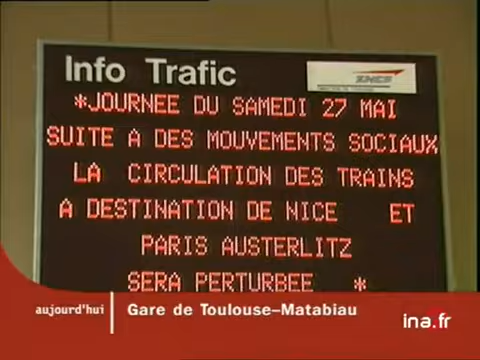 Info Trafic
SNCF
*JOURNEE DU SAMEDI 27 MAI
SUITE A DES MOUVEMENTS SOCIAUX
LA CIRCULATION DES TRAINS
A DESTINATION DE NICE ET
PARIS AUSTERLITZ
SERA PERTURBEE *
aujourd'hui
Gare de Toulouse-Matabiau
ina.fr